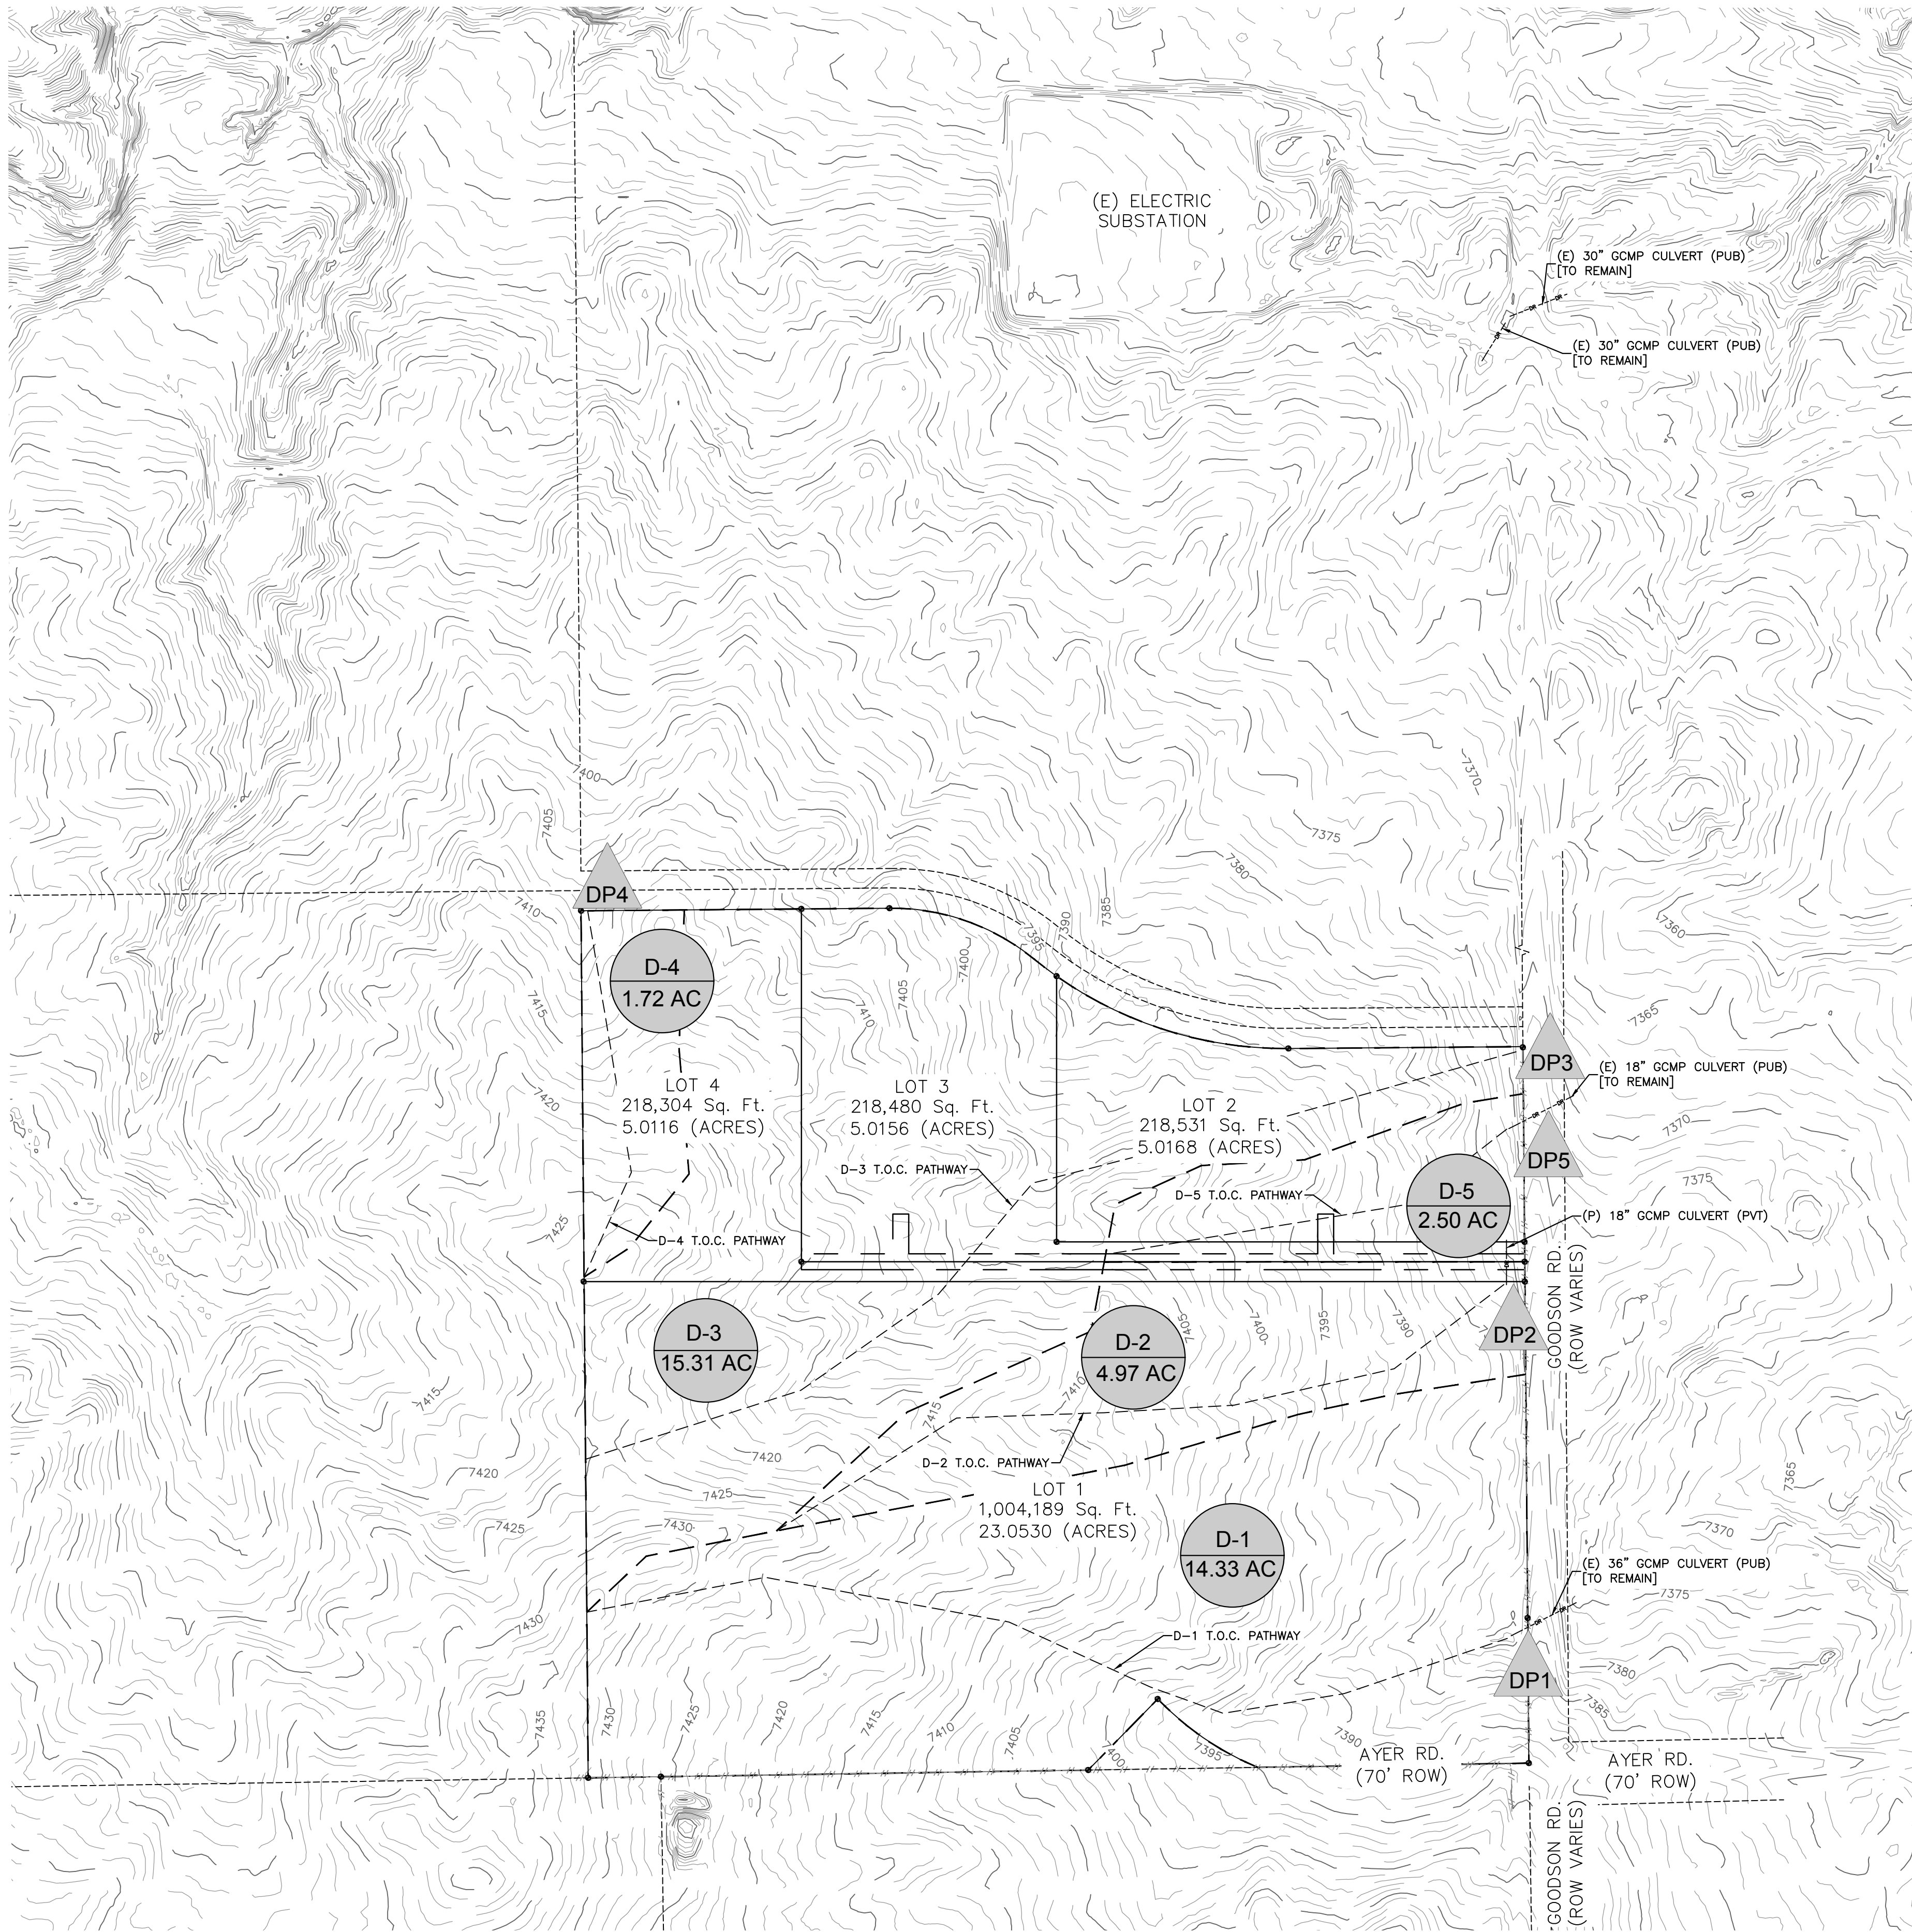 (E) ELECTRIC
SUBSTATION
(E) 30" GCMP CULVERT (PUB)
[TO REMAIN]
(E) 30" GCMP CULVERT (PUB)
[TO REMAIN]
7370
7400
7405
7375
7380
DP4
7410
7385
7390
7395
7360
7400
D-4
1.72 AC
7405
7410
7415
7365
DP3
(E) 18" GCMP CULVERT (PUB)
[TO REMAIN]
7420
LOT 4
218,304 Sq. Ft.
5.0116 (ACRES)
LOT 3
218,480 Sq. Ft.
5.0156 (ACRES)
LOT 2
218,531 Sq. Ft.
5.0168 (ACRES)
7370
DP5
D-3 T.O.C. PATHWAY
7375
D-5 T.O.C. PATHWAY
D-5
2.50 AC
(P) 18" GCMP CULVERT (PVT)
7425
D-4 T.O.C. PATHWAY
GOODSON RD.
(ROW VARIES)
D-3
15.31 AC
D-2
4.97 AC
7405
7400
7395
7390
DP2
7415
7410
7415
7420
7420
D-2 T.O.C. PATHWAY
7365
7425
LOT 1
1,004,189 Sq. Ft.
23.0530 (ACRES)
7425
7430
7370
D-1
14.33 AC
(E) 36" GCMP CULVERT (PUB)
[TO REMAIN]
7375
7430
D-1 T.O.C. PATHWAY
7380
DP1
7385
7435
7430
7425
7420
7415
7410
7405
7400
7395
7390
AYER RD.
(70' ROW)
AYER RD.
(70' ROW)
GOODSON RD.
(ROW VARIES)